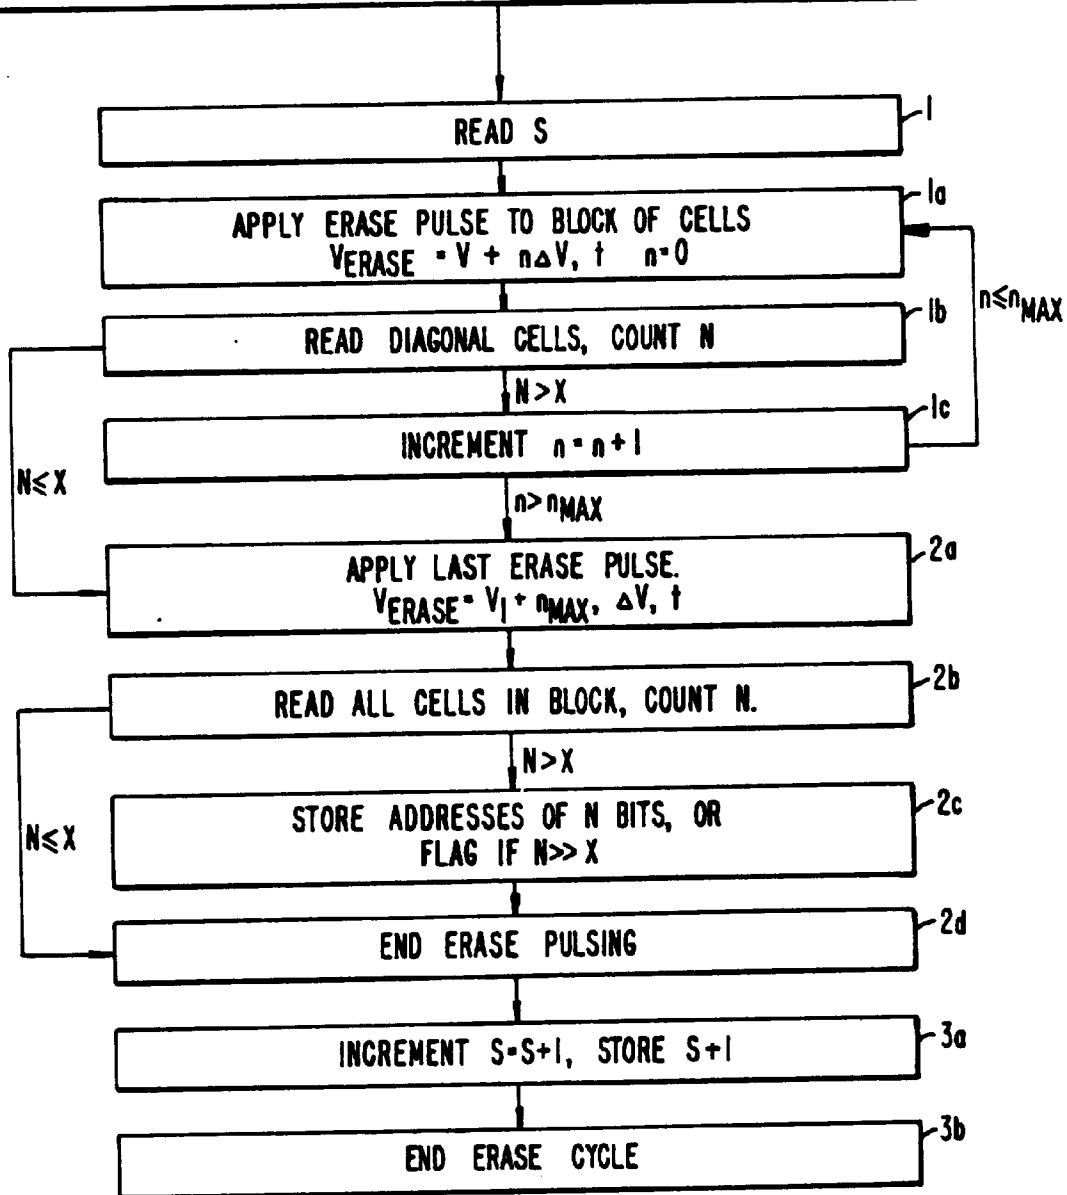 READ S
1
APPLY ERASE PULSE TO BLOCK OF CELLS
VERASE = V + n∆V, t n=0
1a
n≤nMAX
READ DIAGONAL CELLS, COUNT N
1b
N>X
INCREMENT n=n+1
1c
N≤X
n>nMAX
APPLY LAST ERASE PULSE.
VERASE= V1 + nMAX, ∆V, t
2a
READ ALL CELLS IN BLOCK, COUNT N.
2b
N>X
STORE ADDRESSES OF N BITS, OR
FLAG IF N>>X
2c
N≤X
END ERASE PULSING
2d
INCREMENT S=S+1, STORE S+1
3a
END ERASE CYCLE
3b